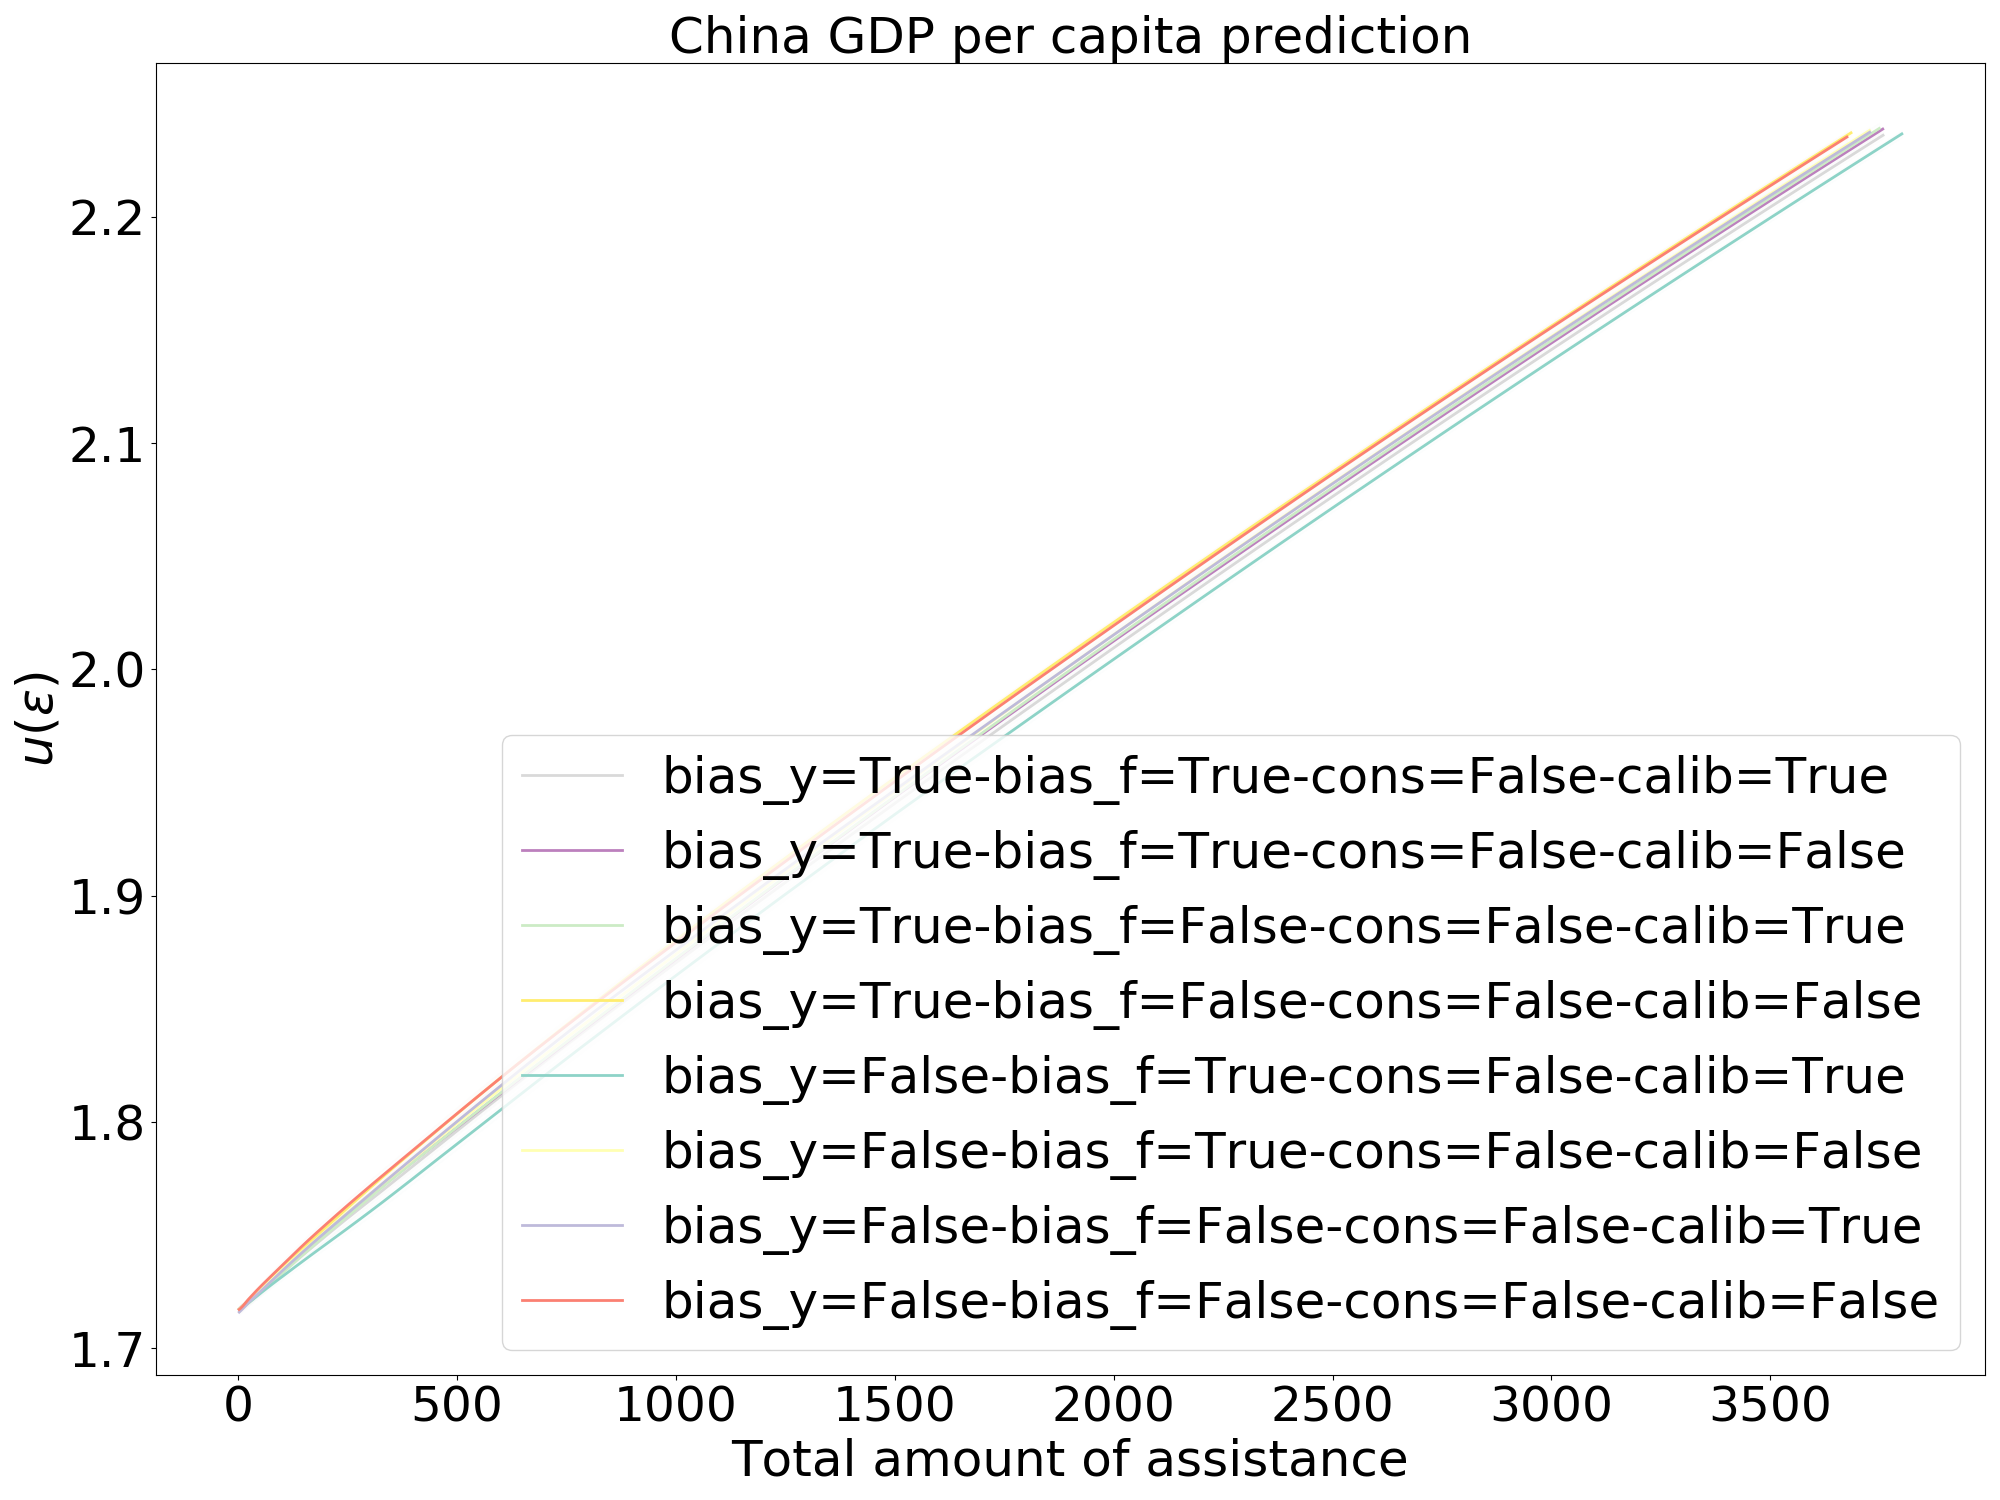 China GDP per capita prediction
u(ε)
2.2
2.1
2.0
1.9
1.8
1.7
bias_y=True-bias_f=True-cons=False-calib=True
bias_y=True-bias_f=True-cons=False-calib=False
bias_y=True-bias_f=False-cons=False-calib=True
bias_y=True-bias_f=False-cons=False-calib=False
bias_y=False-bias_f=True-cons=False-calib=True
bias_y=False-bias_f=True-cons=False-calib=False
bias_y=False-bias_f=False-cons=False-calib=True
bias_y=False-bias_f=False-cons=False-calib=False
0 500 1000 1500 2000 2500 3000 3500
Total amount of assistance